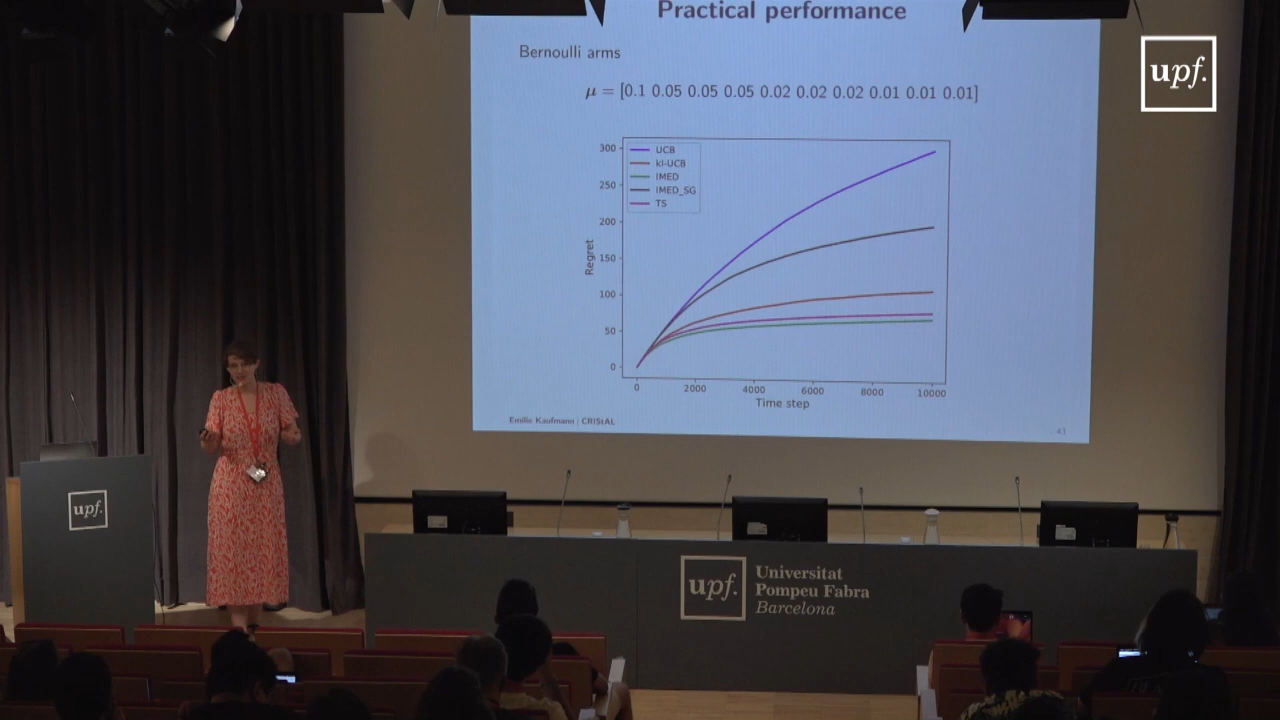 Practical performance
Bernoulli arms
μ = [0.1 0.05 0.05 0.05 0.02 0.02 0.02 0.01 0.01 0.01]
300
250
200
150
100
50
0
Regret
UCB
kl-UCB
IMED
IMED_SG
TS
0 2000 4000 6000 8000 10000
Time step
Emilie Kaufmann | CRIStAL
43
upf.
upf.
upf.
Universitat
Pompeu Fabra
Barcelona